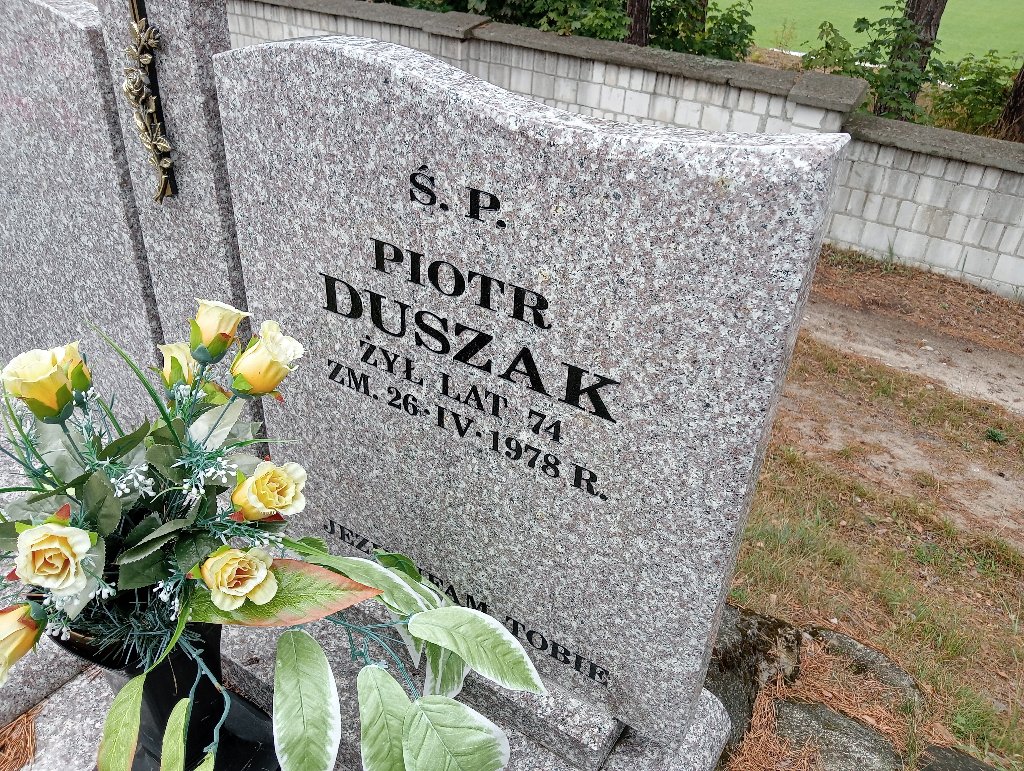 Ś. P.
PIOTR
DUSZAK
ŻYŁ LAT 74
ZM. 26·IV·1978 R.
TOBIE